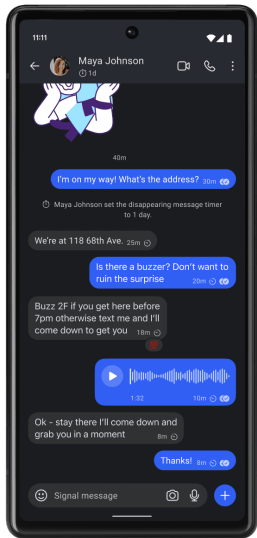 11:11
Maya Johnson
1d
40m
I'm on my way! What's the address? 30m
Maya Johnson set the disappearing message timer
to 1 day.
We're at 118 68th Ave. 25m
Is there a buzzer? Don't want to
ruin the surprise 20m
Buzz 2F if you get here before
7pm otherwise text me and I'll
come down to get you 18m
1:32 10m
Ok - stay there I'll come down and
grab you in a moment 8m
Thanks! 8m
Signal message